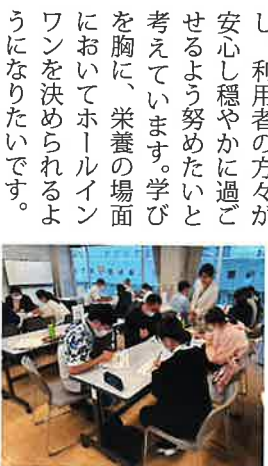 し、利用者の方々が
安心し穏やかに過ご
せるよう努めたいと
考えています。学び
を胸に、栄養の場面
においてホールイン
ワンを決められるよ
うになりたいです。